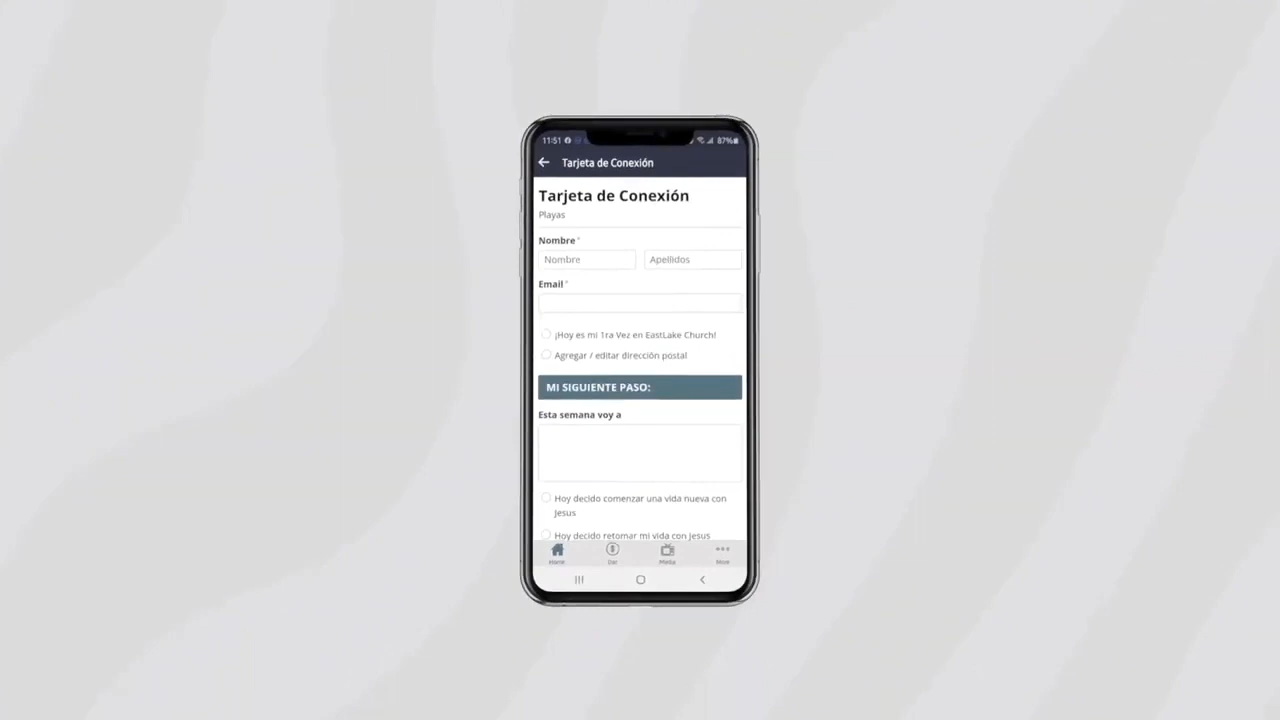 11:51 87%
Tarjeta de Conexión
Tarjeta de Conexión
Playas
Nombre *
Nombre Apellidos
Email *
¡Hoy es mi 1ra Vez en EastLake Church!
Agregar / editar dirección postal
MI SIGUIENTE PASO:
Esta semana voy a
Hoy decido comenzar una vida nueva con
Jesus
Hoy decido retomar mi vida con Jesus
Home Dar Media More